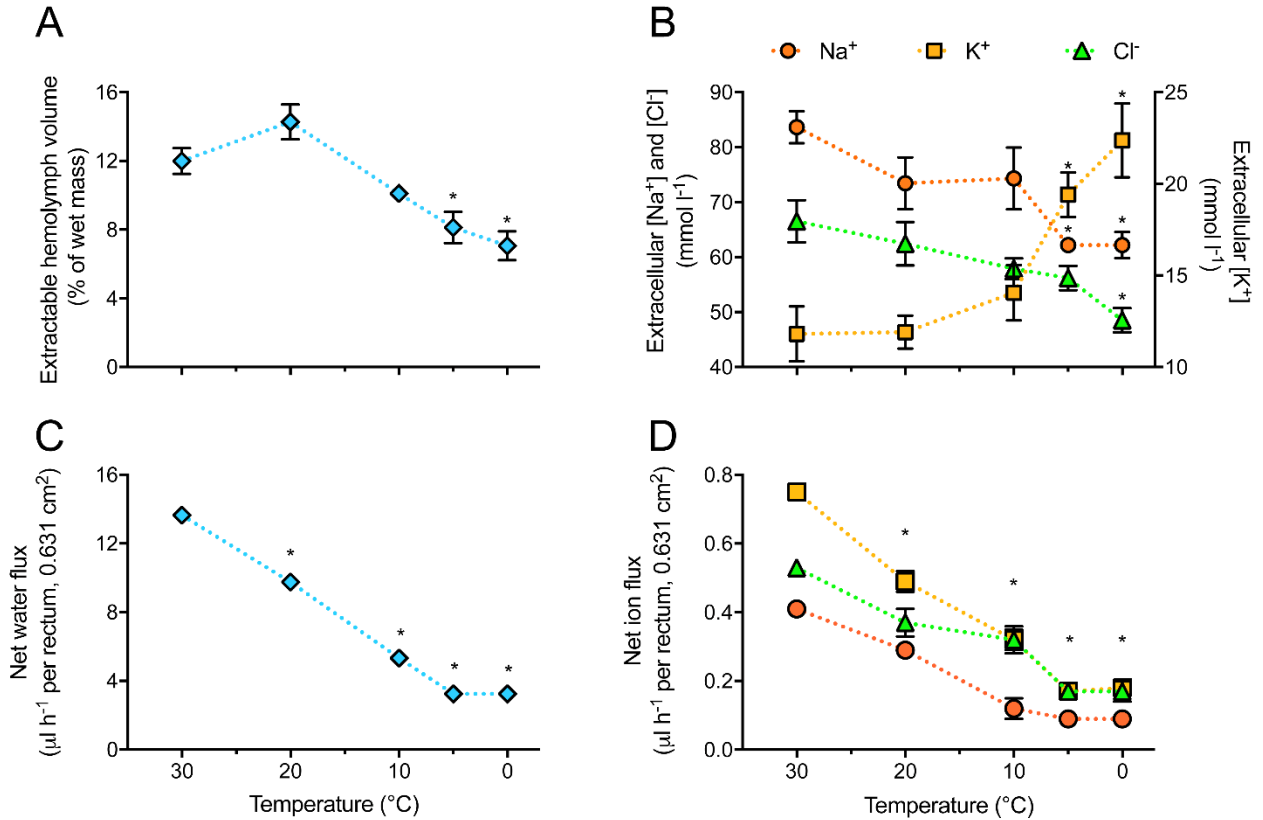 A
Extractable hemolymph volume
(% of wet mass)
16
12
8
4
0
*
*
B
Na⁺
K⁺
Cl⁻
Extracellular [Na⁺] and [Cl⁻]
(mmol l⁻¹)
90
80
70
60
50
40
25
20
15
10
Extracellular [K⁺]
(mmol l⁻¹)
*
*
*
*
*
C
Net water flux
(µl h⁻¹ per rectum, 0.631 cm²)
16
12
8
4
0
*
*
*
*
30
20
10
0
Temperature (°C)
D
Net ion flux
(µl h⁻¹ per rectum, 0.631 cm²)
0.8
0.6
0.4
0.2
0.0
*
*
*
*
30
20
10
0
Temperature (°C)